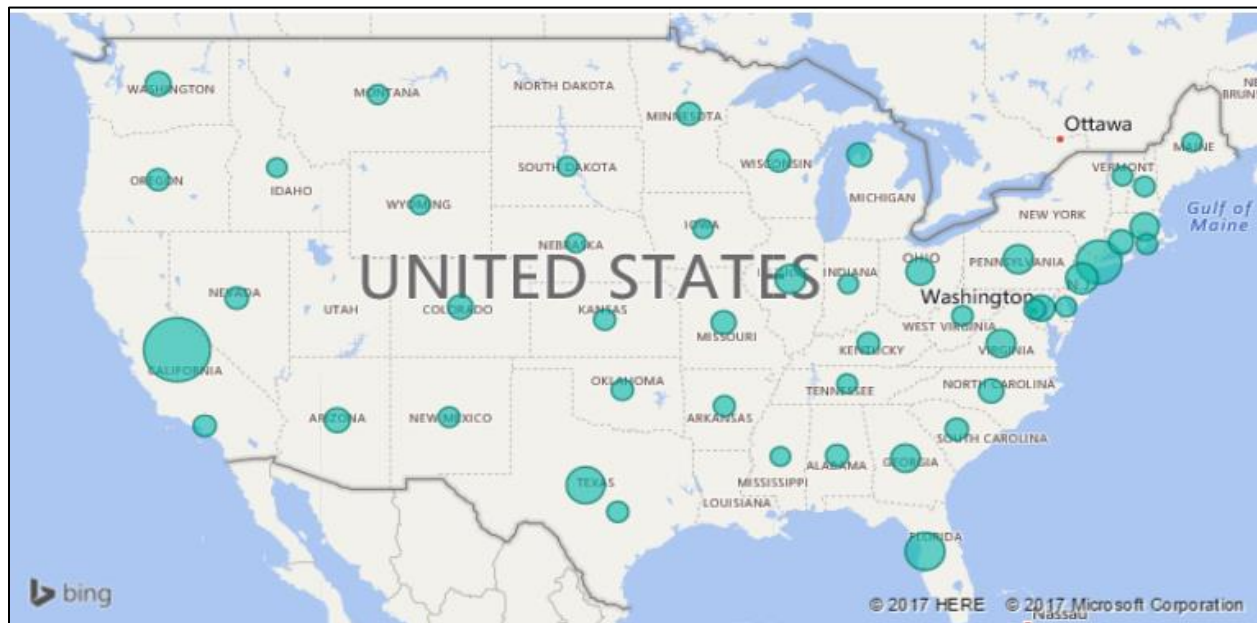 NORTH DAKOTA
WASHINGTON
MONTANA
MINNESOTA
Ottawa
NE
BRUN
MAINE
WISCONSIN
SOUTH DAKOTA
VERMONT
OREGON
IDAHO
MICHIGAN
WYOMING
NEW YORK
Gulf of
Maine
IOWA
NEBRASKA
OHIO
PENNSYLVANIA
UNITED STATES
INDIANA
NEVADA
UTAH
COLORADO
KANSAS
Washington
WEST VIRGINIA
MISSOURI
KENTUCKY
VIRGINIA
CALIFORNIA
OKLAHOMA
TENNESSEE
NORTH CAROLINA
ARIZONA
NEW MEXICO
ARKANSAS
SOUTH CAROLINA
GEORGIA
ALABAMA
MISSISSIPPI
TEXAS
LOUISIANA
FLORIDA
bing
© 2017 HERE © 2017 Microsoft Corporation
Nassau